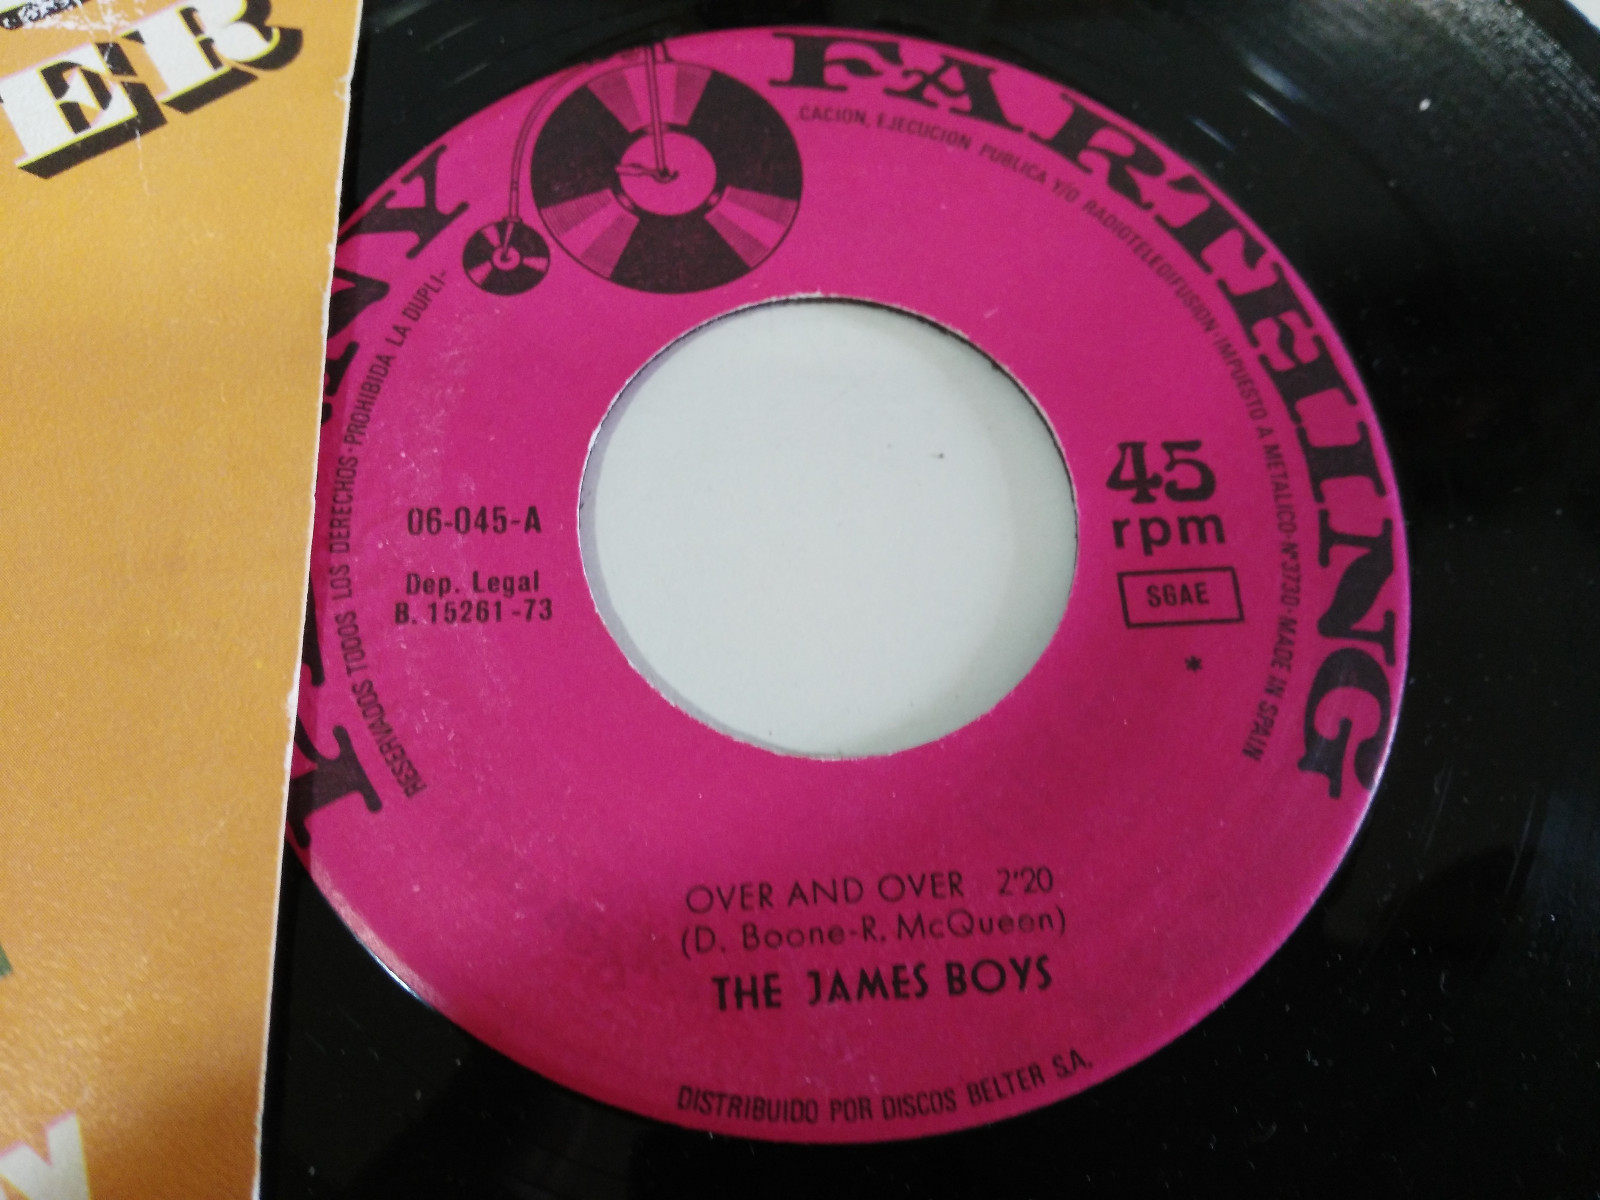 ER
FARTHING
RESERVADOS TODOS LOS DERECHOS·PROHIBIDA LA DUPLI-
CACION, EJECUCION PUBLICA Y/O RADIOTELEDIFUSION·IMPUESTO A METALICO·Nº3730·MADE IN SPAIN
06-045-A
Dep. Legal
B. 15261-73
45
rpm
SGAE
*
OVER AND OVER 2'20
(D. Boone-R. McQueen)
THE JAMES BOYS
DISTRIBUIDO POR DISCOS BELTER S.A.